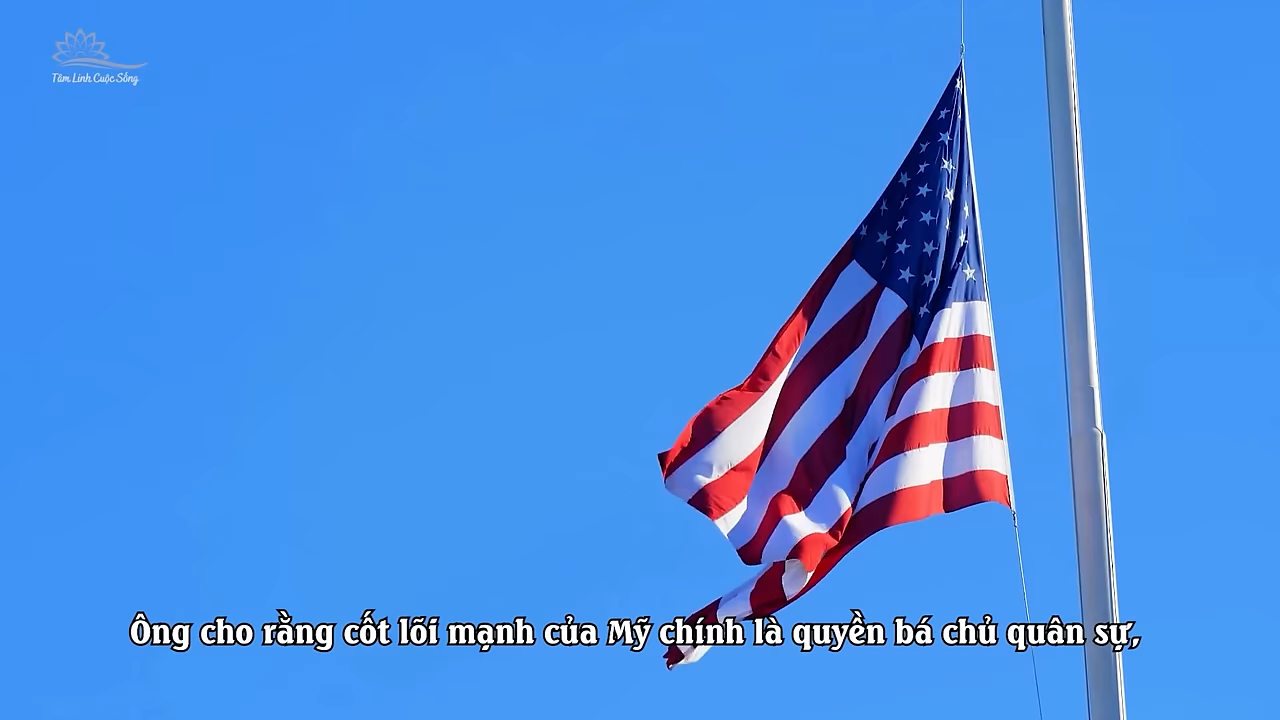 Tâm Linh Cuộc Sống
Ông cho rằng cốt lõi mạnh của Mỹ chính là quyền bá chủ quân sự,